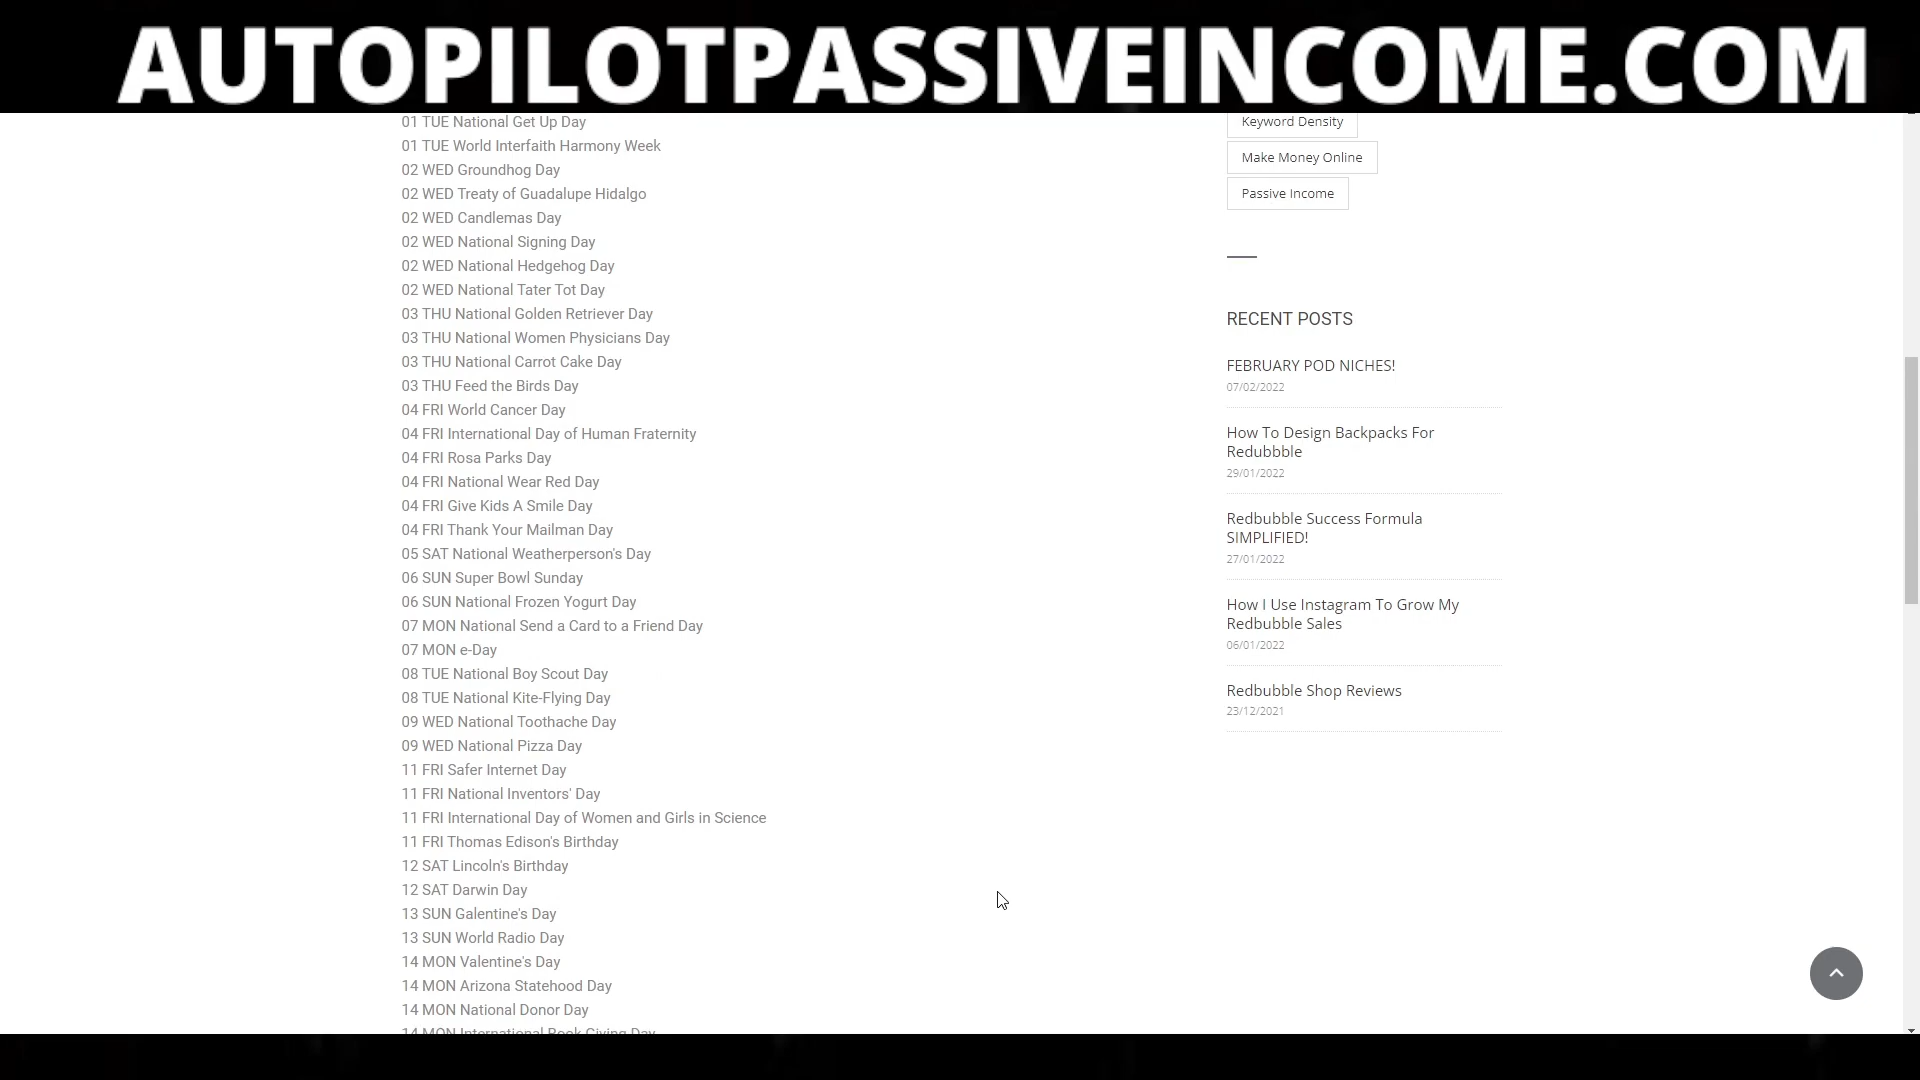 AUTOPILOTPASSIVEINCOME.COM
01 TUE National Get Up Day
01 TUE World Interfaith Harmony Week
02 WED Groundhog Day
02 WED Treaty of Guadalupe Hidalgo
02 WED Candlemas Day
02 WED National Signing Day
02 WED National Hedgehog Day
02 WED National Tater Tot Day
03 THU National Golden Retriever Day
03 THU National Women Physicians Day
03 THU National Carrot Cake Day
03 THU Feed the Birds Day
04 FRI World Cancer Day
04 FRI International Day of Human Fraternity
04 FRI Rosa Parks Day
04 FRI National Wear Red Day
04 FRI Give Kids A Smile Day
04 FRI Thank Your Mailman Day
05 SAT National Weatherperson's Day
06 SUN Super Bowl Sunday
06 SUN National Frozen Yogurt Day
07 MON National Send a Card to a Friend Day
07 MON e-Day
08 TUE National Boy Scout Day
08 TUE National Kite-Flying Day
09 WED National Toothache Day
09 WED National Pizza Day
11 FRI Safer Internet Day
11 FRI National Inventors' Day
11 FRI International Day of Women and Girls in Science
11 FRI Thomas Edison's Birthday
12 SAT Lincoln's Birthday
12 SAT Darwin Day
13 SUN Galentine's Day
13 SUN World Radio Day
14 MON Valentine's Day
14 MON Arizona Statehood Day
14 MON National Donor Day
14 MON International Book Giving Day
Keyword Density
Make Money Online
Passive Income
RECENT POSTS
FEBRUARY POD NICHES!
07/02/2022
How To Design Backpacks For
Redubbble
29/01/2022
Redbubble Success Formula
SIMPLIFIED!
27/01/2022
How I Use Instagram To Grow My
Redbubble Sales
06/01/2022
Redbubble Shop Reviews
23/12/2021